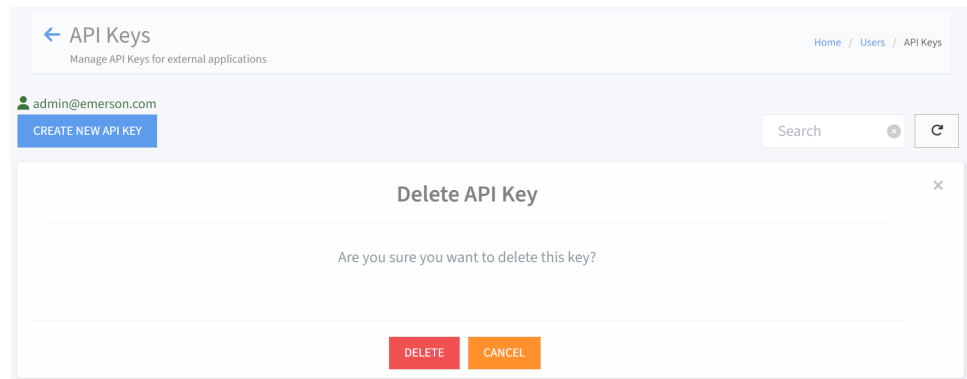 API Keys
Manage API Keys for external applications
Home / Users / API Keys
admin@emerson.com
CREATE NEW API KEY
Search
Delete API Key
Are you sure you want to delete this key?
DELETE
CANCEL